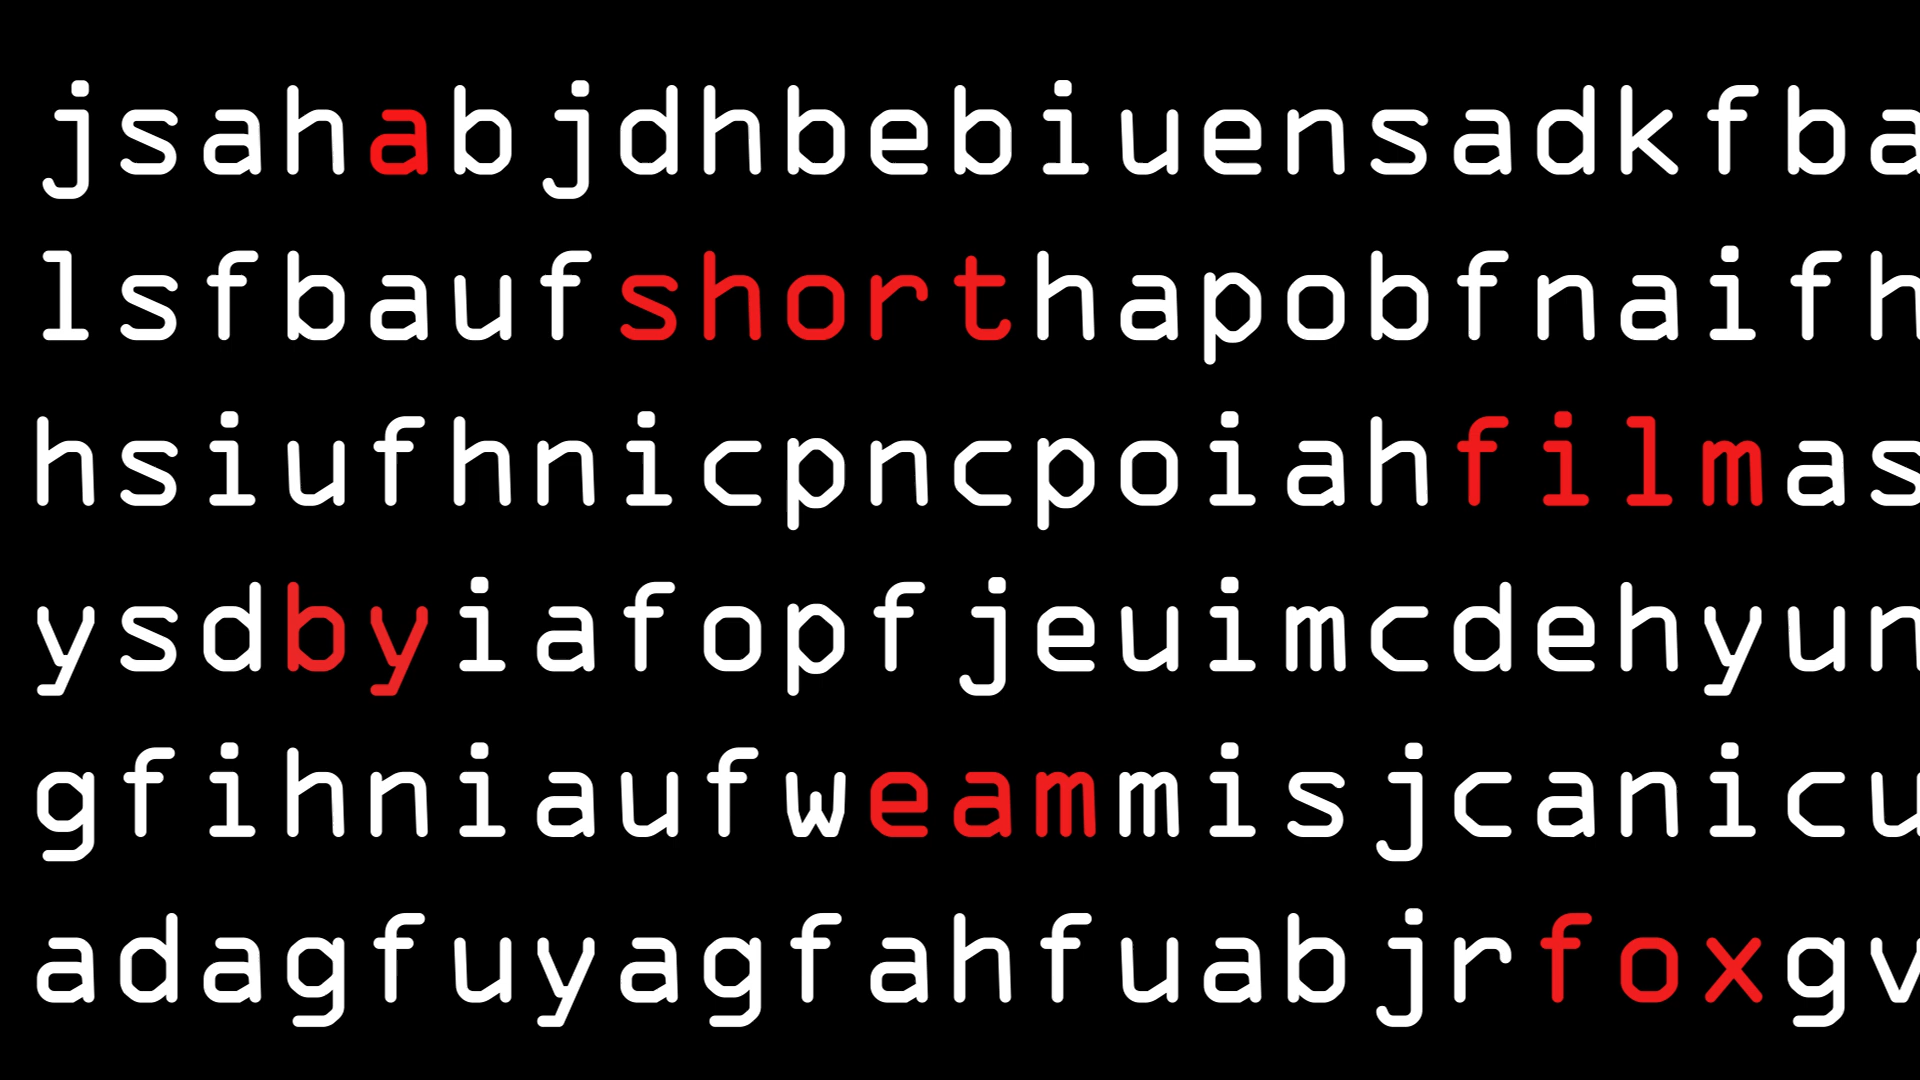 jsahabjdhbebiuensadkfba
lsfbaufshorthapobfnaifh
hsiufhnicpncpoiahfilmas
ysdbyiafopfjeuimcdehyun
gfihniaufweammisjcanicu
adagfuyagfahfuabjrfoxgv